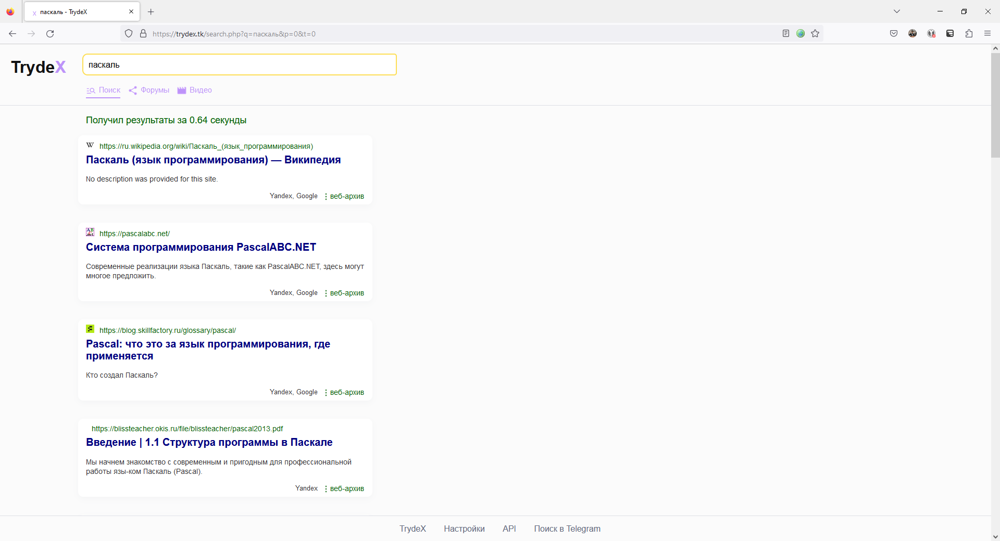 паскаль - TrydeX
https://trydex.tk/search.php?q=паскаль&p=0&t=0
TrydeX
паскаль
Поиск Форумы Видео
Получил результаты за 0.64 секунды
https://ru.wikipedia.org/wiki/Паскаль_(язык_программирования)
Паскаль (язык программирования) — Википедия
No description was provided for this site.
Yandex, Google веб-архив
https://pascalabc.net/
Система программирования PascalABC.NET
Современные реализации языка Паскаль, такие как PascalABC.NET, здесь могут
многое предложить.
Yandex, Google веб-архив
https://blog.skillfactory.ru/glossary/pascal/
Pascal: что это за язык программирования, где
применяется
Кто создал Паскаль?
Yandex, Google веб-архив
https://blissteacher.okis.ru/file/blissteacher/pascal2013.pdf
Введение | 1.1 Структура программы в Паскале
Мы начнем знакомство с современным и пригодным для профессиональной
работы язы-ком Паскаль (Pascal).
Yandex веб-архив
TrydeX Настройки API Поиск в Telegram